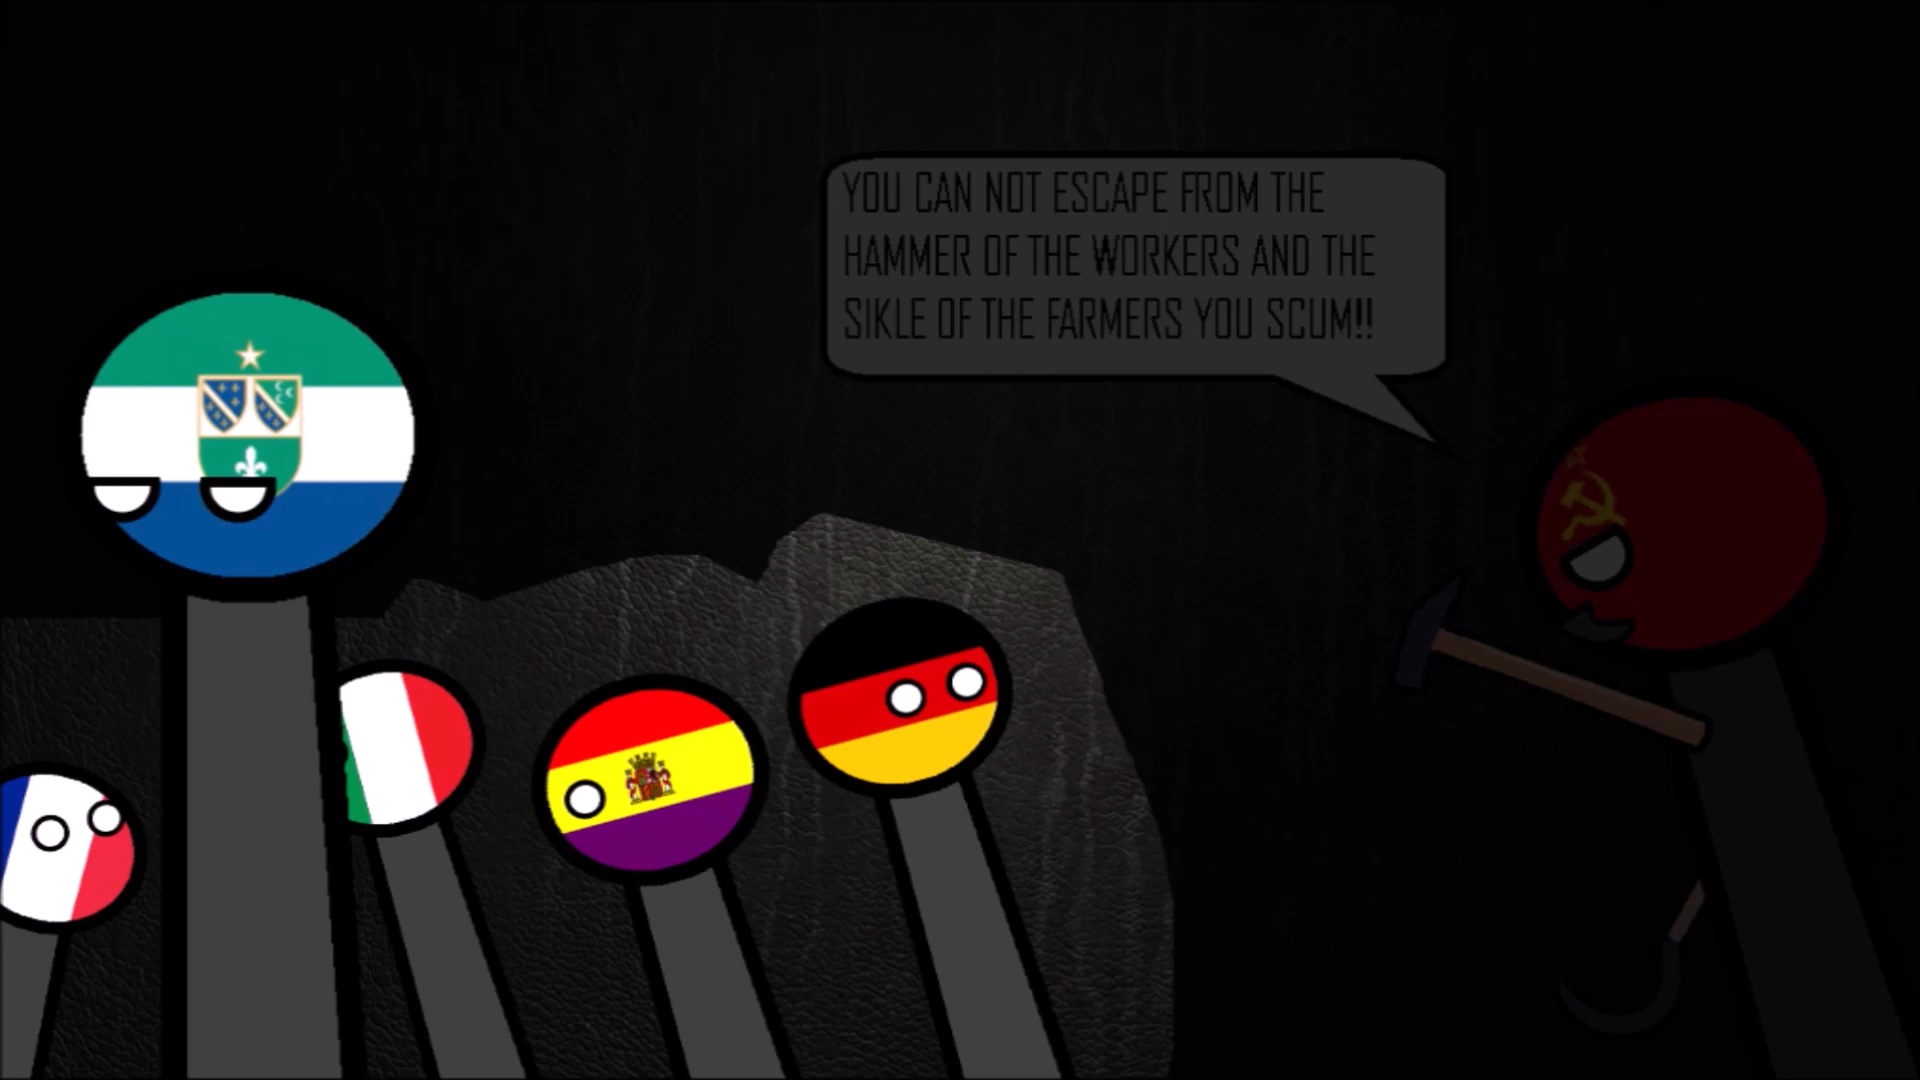 YOU CAN NOT ESCAPE FROM THE
HAMMER OF THE WORKERS AND THE
SIKLE OF THE FARMERS YOU SCUM!!